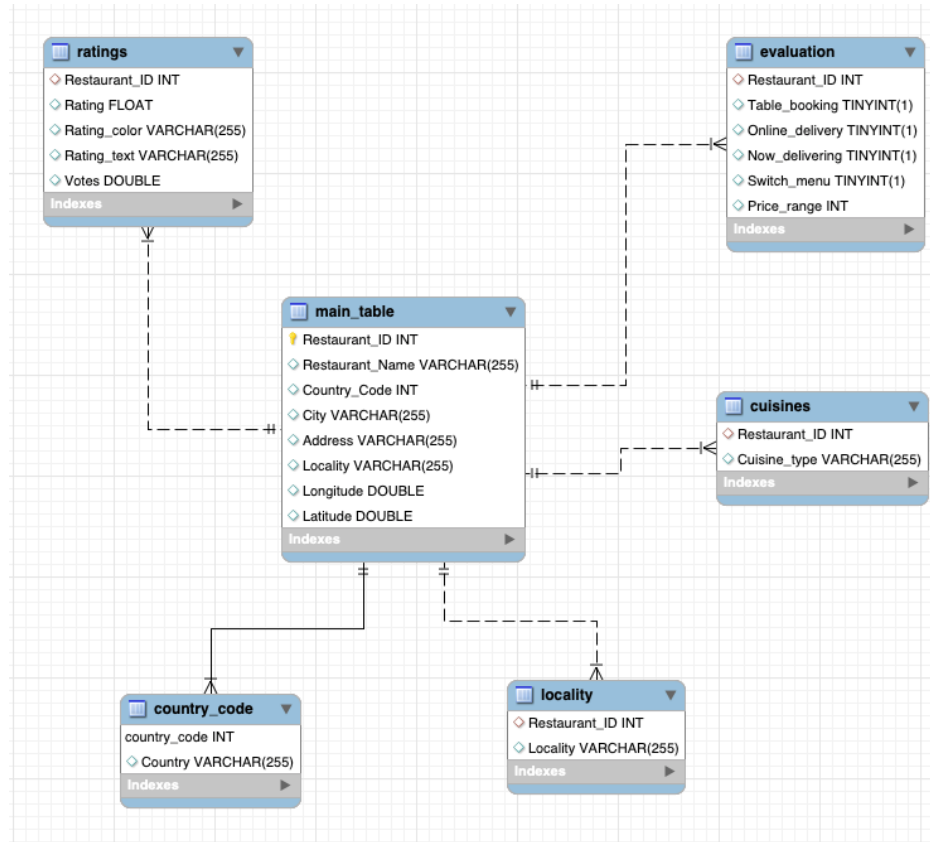 ratings
Restaurant_ID INT
Rating FLOAT
Rating_color VARCHAR(255)
Rating_text VARCHAR(255)
Votes DOUBLE
Indexes
evaluation
Restaurant_ID INT
Table_booking TINYINT(1)
Online_delivery TINYINT(1)
Now_delivering TINYINT(1)
Switch_menu TINYINT(1)
Price_range INT
Indexes
main_table
Restaurant_ID INT
Restaurant_Name VARCHAR(255)
Country_Code INT
City VARCHAR(255)
Address VARCHAR(255)
Locality VARCHAR(255)
Longitude DOUBLE
Latitude DOUBLE
Indexes
cuisines
Restaurant_ID INT
Cuisine_type VARCHAR(255)
Indexes
country_code
country_code INT
Country VARCHAR(255)
Indexes
locality
Restaurant_ID INT
Locality VARCHAR(255)
Indexes